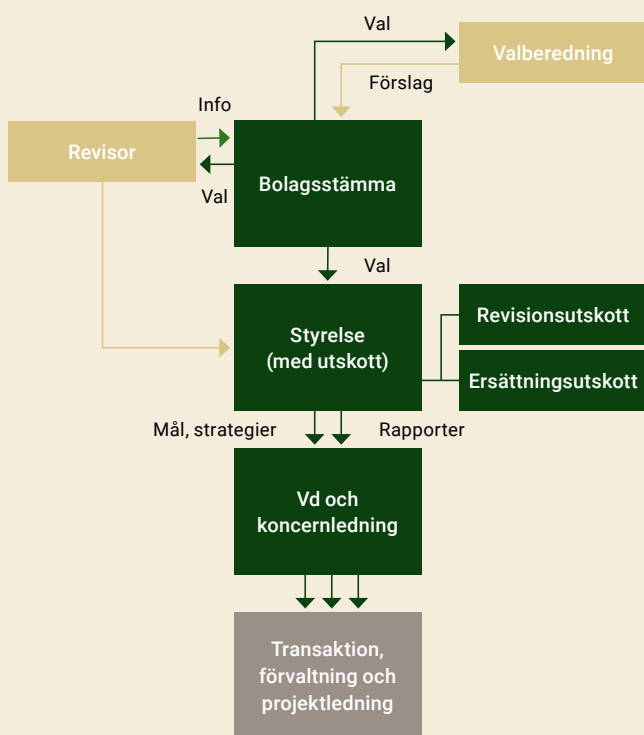 Val
Valberedning
Förslag
Info
Revisor
Val
Bolagsstämma
Val
Styrelse
(med utskott)
Revisionsutskott
Ersättningsutskott
Mål, strategier
Rapporter
Vd och
koncernledning
Transaktion,
förvaltning och
projektledning